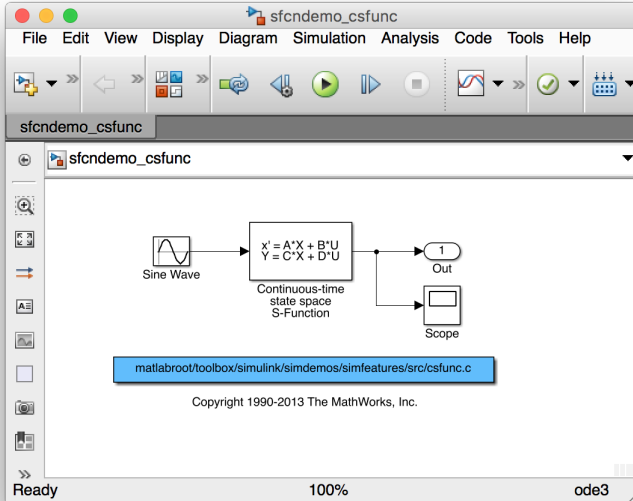 sfcndemo_csfunc
File Edit View Display Diagram Simulation Analysis Code Tools Help
sfcndemo_csfunc
sfcndemo_csfunc
x' = A*X + B*U
Y = C*X + D*U
1
Sine Wave
Out
Continuous-time
state space
S-Function
Scope
matlabroot/toolbox/simulink/simdemos/simfeatures/src/csfunc.c
Copyright 1990-2013 The MathWorks, Inc.
Ready 100% ode3